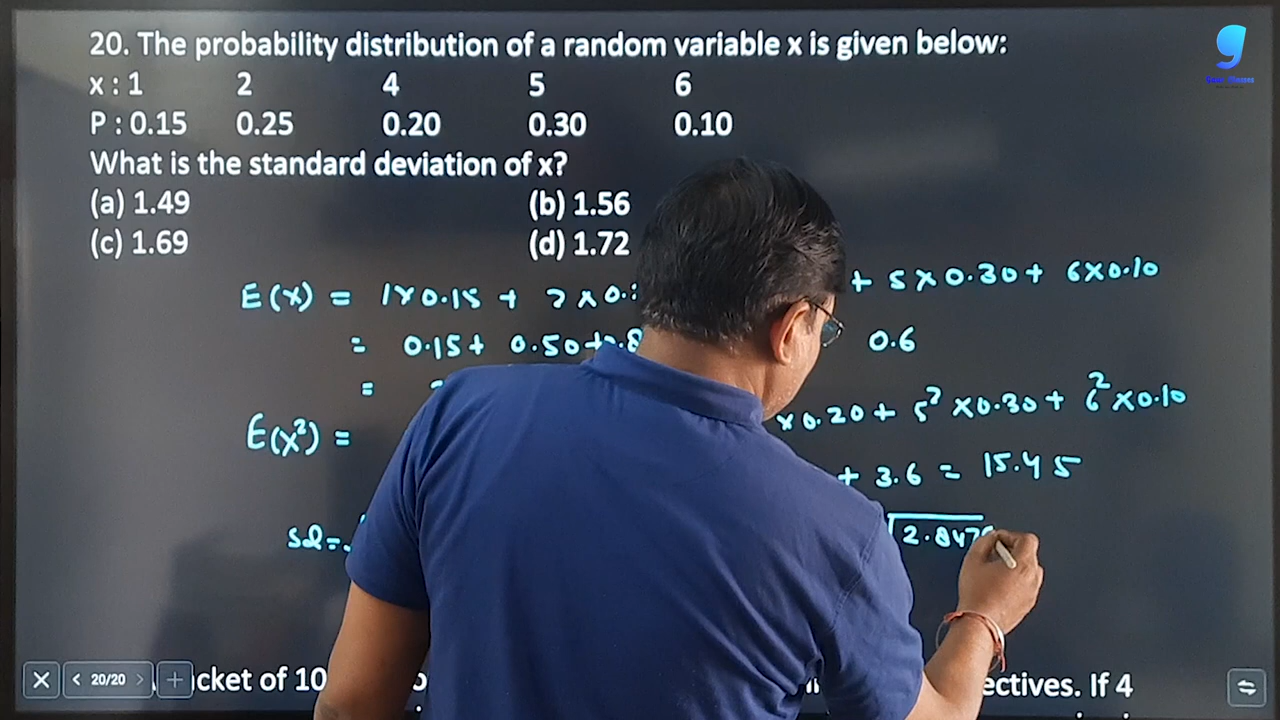 20. The probability distribution of a random variable x is given below:
x : 1 2 4 5 6
P : 0.15 0.25 0.20 0.30 0.10
What is the standard deviation of x?
(a) 1.49 (b) 1.56
(c) 1.69 (d) 1.72
E(x) = 1×0.15 + 2×0. + 5×0.30+ 6×0.10
= 0.15+ 0.50+ 0.6
=
E(x²) = ×0.20+ 5²×0.30+ 6²×0.10
+ 3.6 = 15.45
Sd= √2.847
20/20
cket of 10 ectives. If 4